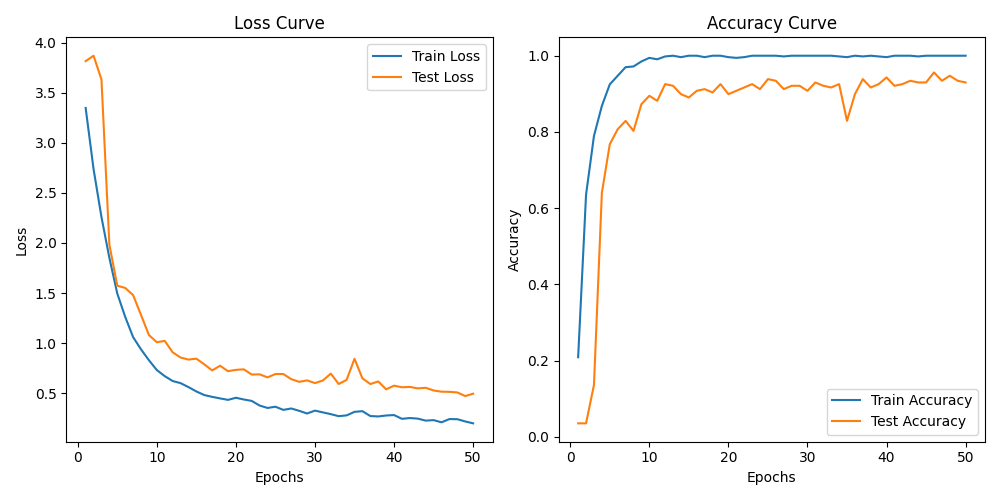 Loss Curve
4.0
3.5
3.0
2.5
2.0
1.5
1.0
0.5
Loss
0 10 20 30 40 50
Epochs
Train Loss
Test Loss
Accuracy Curve
1.0
0.8
0.6
0.4
0.2
0.0
Accuracy
0 10 20 30 40 50
Epochs
Train Accuracy
Test Accuracy